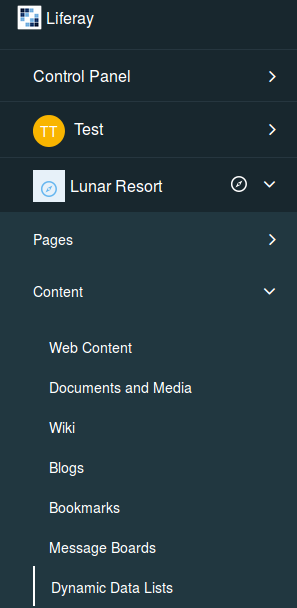 Liferay
Control Panel
TT Test
Lunar Resort
Pages
Content
Web Content
Documents and Media
Wiki
Blogs
Bookmarks
Message Boards
Dynamic Data Lists